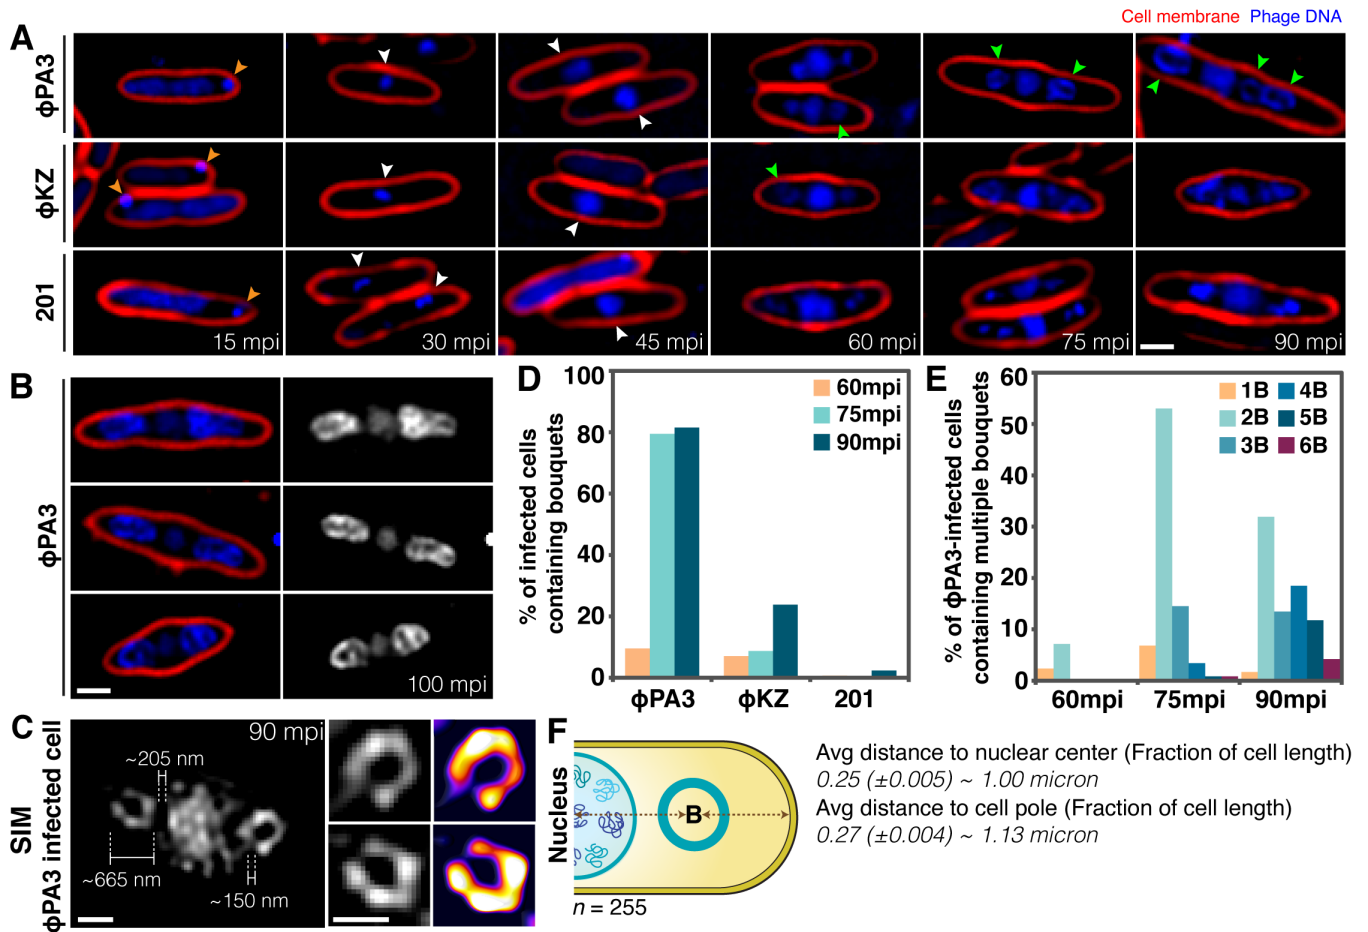 Cell membrane Phage DNA
A
ϕPA3
ϕKZ
201
15 mpi
30 mpi
45 mpi
60 mpi
75 mpi
90 mpi
B
ϕPA3
100 mpi
C
SIM
ϕPA3 infected cell
90 mpi
~205 nm
~665 nm
~150 nm
D
% of infected cells
containing bouquets
100
80
60
40
20
0
60mpi
75mpi
90mpi
ϕPA3
ϕKZ
201
E
% of ϕPA3-infected cells
containing multiple bouquets
60
50
40
30
20
10
0
1B
2B
3B
4B
5B
6B
60mpi
75mpi
90mpi
F
Nucleus
B
n = 255
Avg distance to nuclear center (Fraction of cell length)
0.25 (±0.005) ~ 1.00 micron
Avg distance to cell pole (Fraction of cell length)
0.27 (±0.004) ~ 1.13 micron